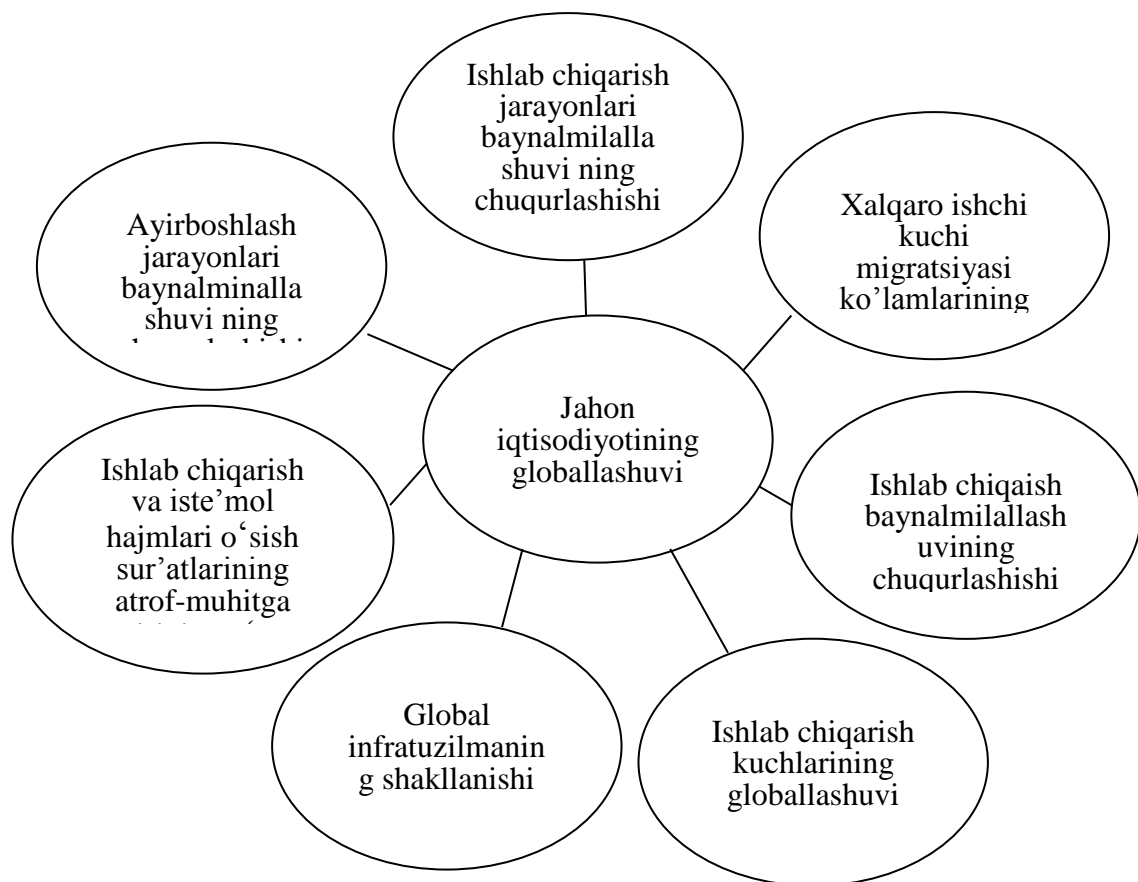 Ishlab chiqarish
jarayonlari
baynalmilalla
shuvi ning
chuqurlashishi
Xalqaro ishchi
kuchi
migratsiyasi
ko’lamlarining
Ayirboshlash
jarayonlari
baynalminalla
shuvi ning
Jahon
iqtisodiyotining
globallashuvi
Ishlab chiqarish
va iste’mol
hajmlari o‘sish
sur’atlarining
atrof-muhitga
Ishlab chiqaish
baynalmilallash
uvining
chuqurlashishi
Global
infratuzilmanin
g shakllanishi
Ishlab chiqarish
kuchlarining
globallashuvi